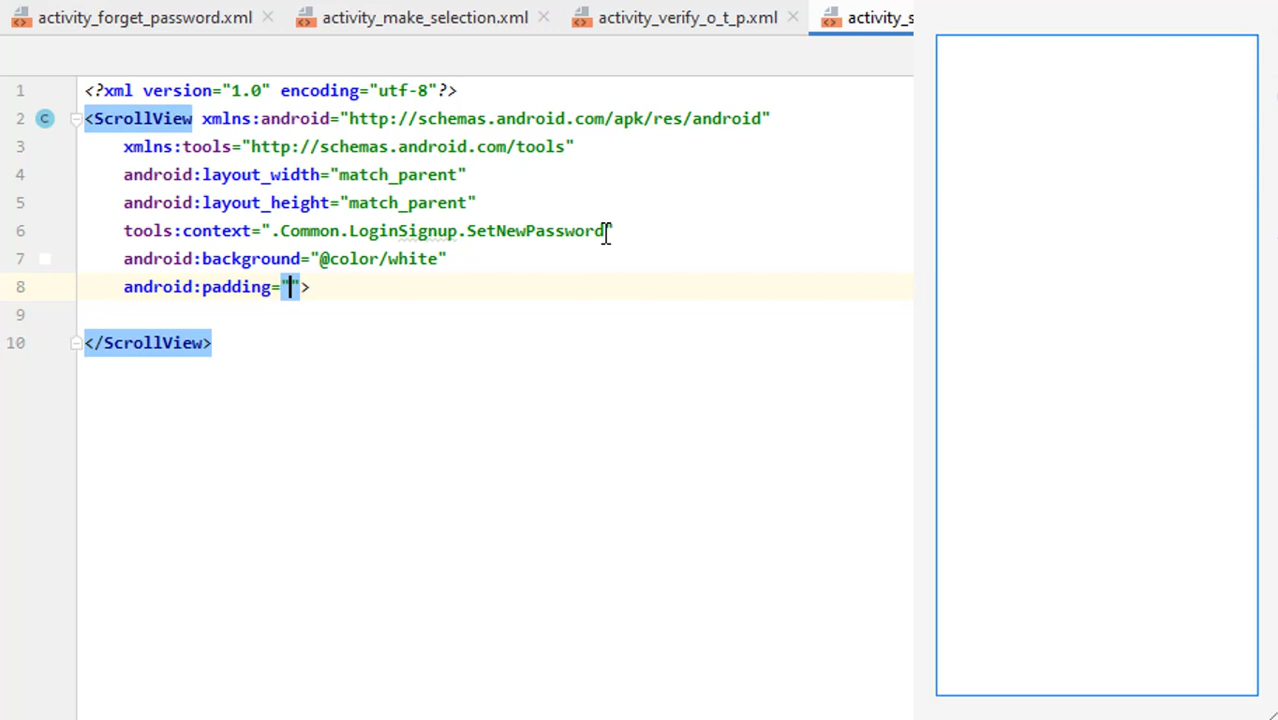 activity_forget_password.xml activity_make_selection.xml activity_verify_o_t_p.xml activity_s
1 <?xml version="1.0" encoding="utf-8"?>
2 C <ScrollView xmlns:android="http://schemas.android.com/apk/res/android"
3 xmlns:tools="http://schemas.android.com/tools"
4 android:layout_width="match_parent"
5 android:layout_height="match_parent"
6 tools:context=".Common.LoginSignup.SetNewPassword"
7 android:background="@color/white"
8 android:padding="">
9
10 </ScrollView>